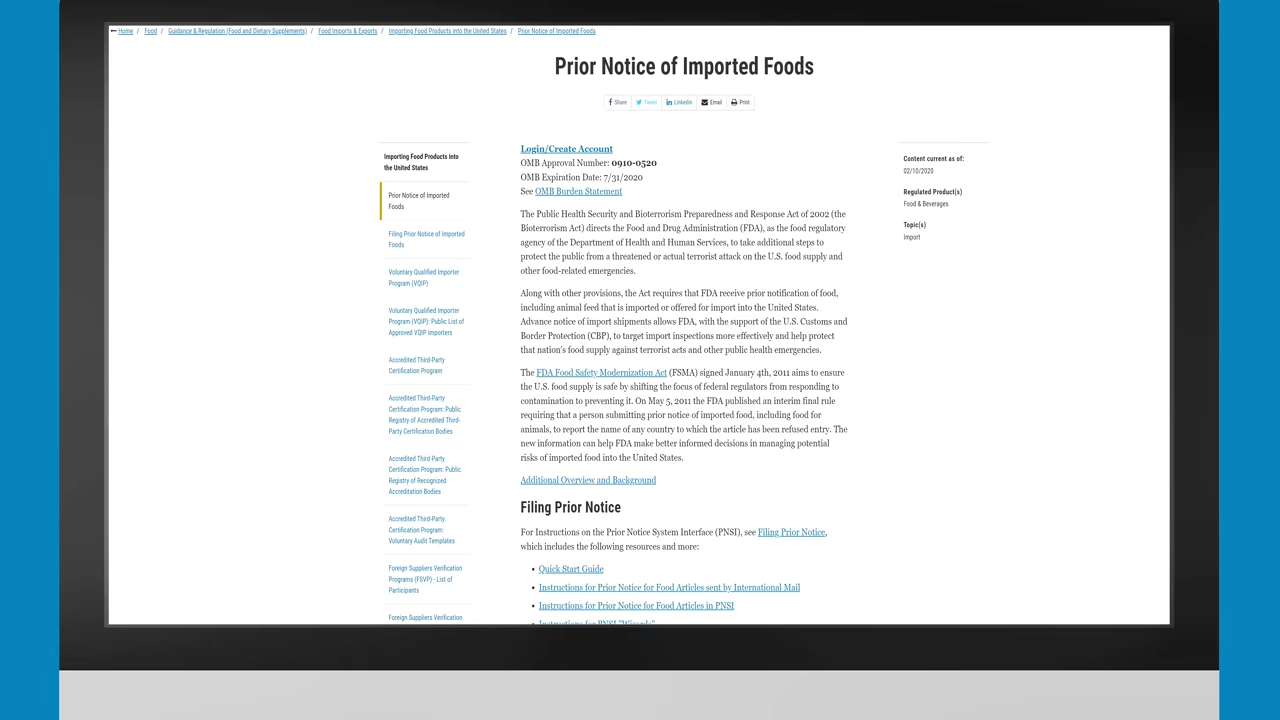 Home / Food / Guidance & Regulation (Food and Dietary Supplements) / Food Imports & Exports / Importing Food Products into the United States / Prior Notice of Imported Foods
Prior Notice of Imported Foods
Share Tweet Linkedin Email Print
Importing Food Products into
the United States
Prior Notice of Imported
Foods
Filing Prior Notice of Imported
Foods
Voluntary Qualified Importer
Program (VQIP)
Voluntary Qualified Importer
Program (VQIP): Public List of
Approved VQIP Importers
Accredited Third-Party
Certification Program
Accredited Third-Party
Certification Program: Public
Registry of Accredited Third-
Party Certification Bodies
Accredited Third-Party
Certification Program: Public
Registry of Recognized
Accreditation Bodies
Accredited Third-Party
Certification Program:
Voluntary Audit Templates
Foreign Suppliers Verification
Programs (FSVP) - List of
Participants
Foreign Suppliers Verification
Login/Create Account
OMB Approval Number: 0910-0520
OMB Expiration Date: 7/31/2020
See OMB Burden Statement
The Public Health Security and Bioterrorism Preparedness and Response Act of 2002 (the
Bioterrorism Act) directs the Food and Drug Administration (FDA), as the food regulatory
agency of the Department of Health and Human Services, to take additional steps to
protect the public from a threatened or actual terrorist attack on the U.S. food supply and
other food-related emergencies.
Along with other provisions, the Act requires that FDA receive prior notification of food,
including animal feed that is imported or offered for import into the United States.
Advance notice of import shipments allows FDA, with the support of the U.S. Customs and
Border Protection (CBP), to target import inspections more effectively and help protect
that nation's food supply against terrorist acts and other public health emergencies.
The FDA Food Safety Modernization Act (FSMA) signed January 4th, 2011 aims to ensure
the U.S. food supply is safe by shifting the focus of federal regulators from responding to
contamination to preventing it. On May 5, 2011 the FDA published an interim final rule
requiring that a person submitting prior notice of imported food, including food for
animals, to report the name of any country to which the article has been refused entry. The
new information can help FDA make better informed decisions in managing potential
risks of imported food into the United States.
Additional Overview and Background
Filing Prior Notice
For Instructions on the Prior Notice System Interface (PNSI), see Filing Prior Notice,
which includes the following resources and more:
• Quick Start Guide
• Instructions for Prior Notice for Food Articles sent by International Mail
• Instructions for Prior Notice for Food Articles in PNSI
• Instructions for PNSI "Wizards"
Content current as of:
02/10/2020
Regulated Product(s)
Food & Beverages
Topic(s)
Import